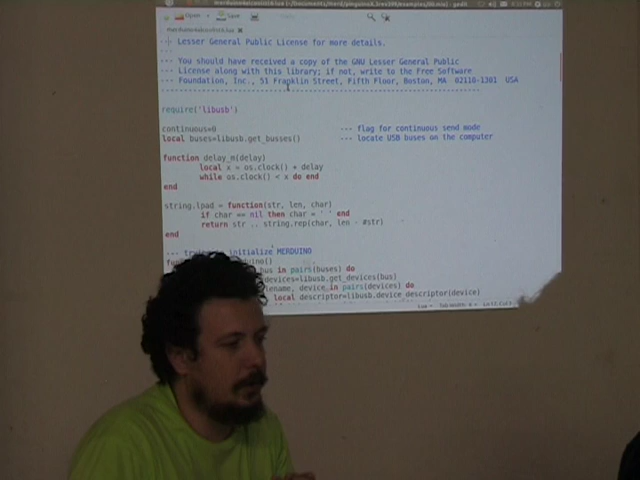 Open Save
--- Lesser General Public License for more details.
---
--- You should have received a copy of the GNU Lesser General Public
--- License along with this library; if not, write to the Free Software
--- Foundation, Inc., 51 Franklin Street, Fifth Floor, Boston, MA 02110-1301 USA
require('libusb')
continuous=0 --- flag for continuous send mode
local buses=libusb.get_busses() --- locate USB buses on the computer
function delay_m(delay)
local x = os.clock() + delay
while os.clock() < x do end
end
string.lpad = function(str, len, char)
if char == nil then char = ' ' end
return str .. string.rep(char, len - #str)
end
initialize MERDUINO
bus in pairs(buses) do
devices=libusb.get_devices(bus)
device in pairs(devices) do
local descriptor=libusb.device_descriptor(device)